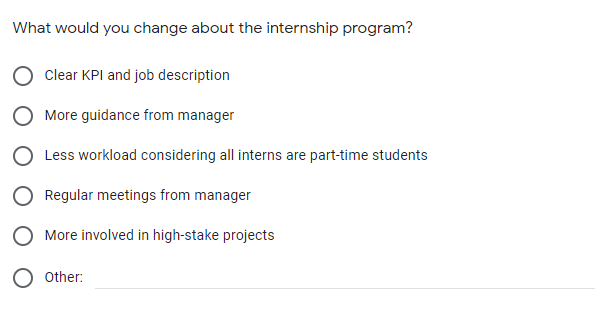 What would you change about the internship program?
Clear KPI and job description
More guidance from manager
Less workload considering all interns are part-time students
Regular meetings from manager
More involved in high-stake projects
Other: